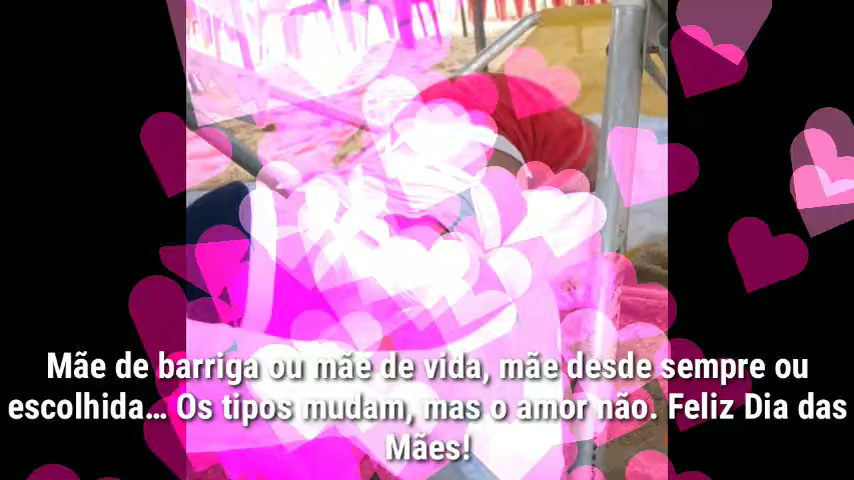 Mãe de barriga ou mãe de vida, mãe desde sempre ou
escolhida... Os tipos mudam, mas o amor não. Feliz Dia das
Mães!